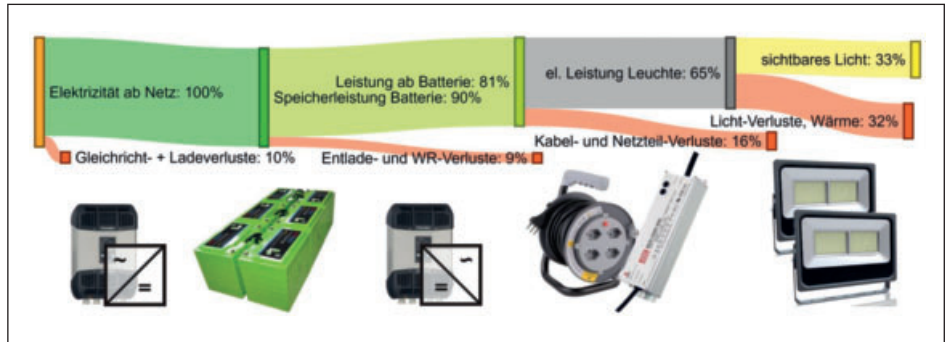 Elektrizität ab Netz: 100%
Gleichricht- + Ladeverluste: 10%
Leistung ab Batterie: 81%
Speicherleistung Batterie: 90%
Entlade- und WR-Verluste: 9%
el. Leistung Leuchte: 65%
Kabel- und Netzteil-Verluste: 16%
sichtbares Licht: 33%
Licht-Verluste, Wärme: 32%
~
=
~
=